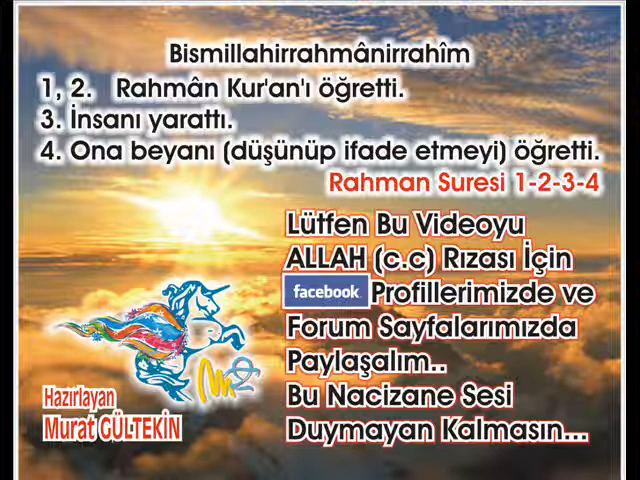 Bismillahirrahmânirrahîm
1, 2. Rahmân Kur'an'ı öğretti.
3. İnsanı yarattı.
4. Ona beyanı (düşünüp ifade etmeyi) öğretti.
Rahman Suresi 1-2-3-4
Lütfen Bu Videoyu
ALLAH (c.c) Rızası İçin
facebook Profillerimizde ve
Forum Sayfalarımızda
Paylaşalım..
Bu Nacizane Sesi
Duymayan Kalmasın...
Hazırlayan
Murat GÜLTEKİN